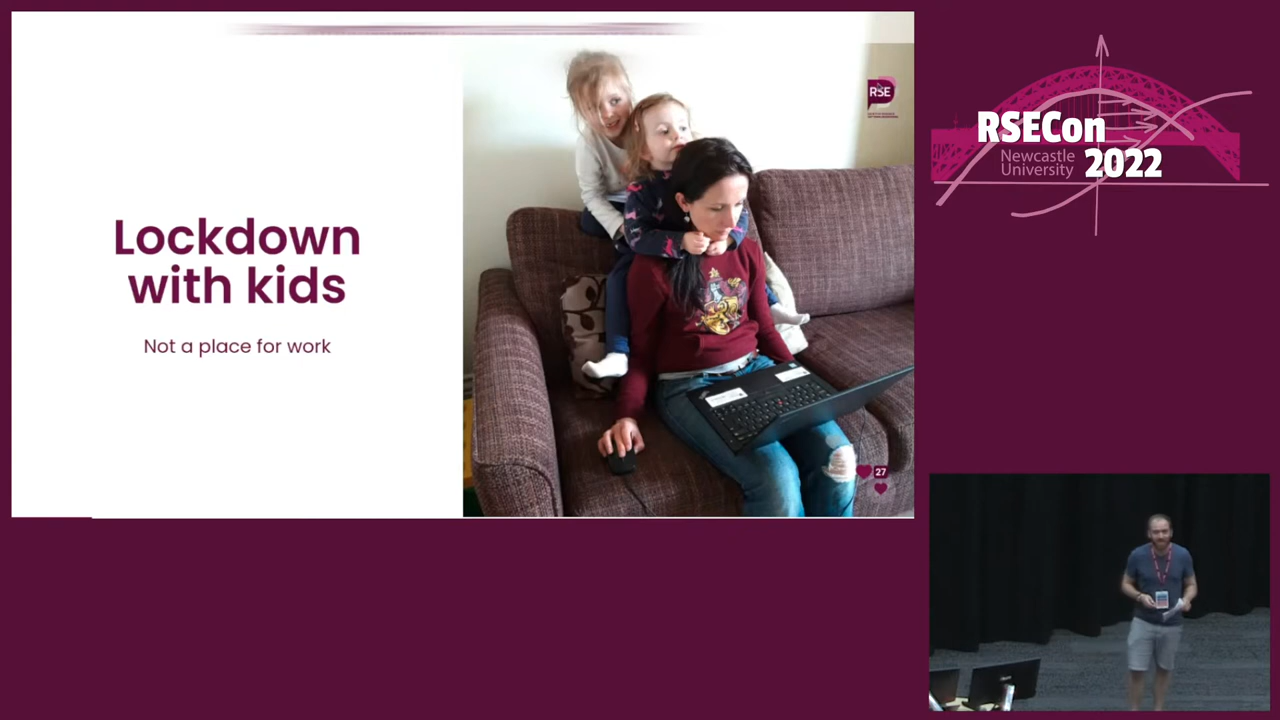 Lockdown
with kids
Not a place for work
RSE
27
RSECon
Newcastle
University
2022